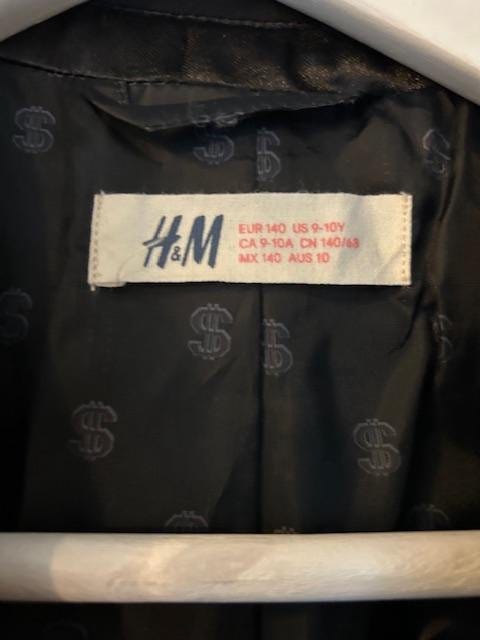 H&M
EUR 140 US 9-10Y
CA 9-10A CN 140/68
MX 140 AUS 10